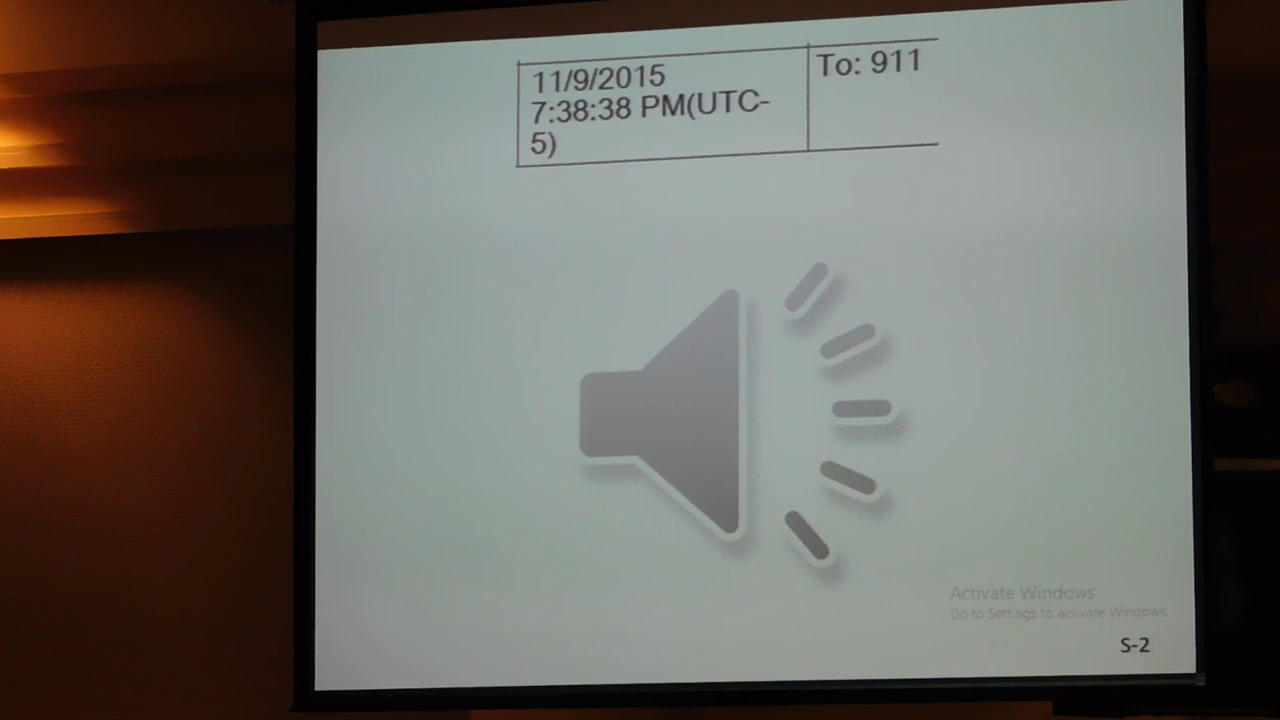 11/9/2015
7:38:38 PM(UTC-
5)
To: 911
Activate Windows
Go to Settings to activate Windows.
S-2